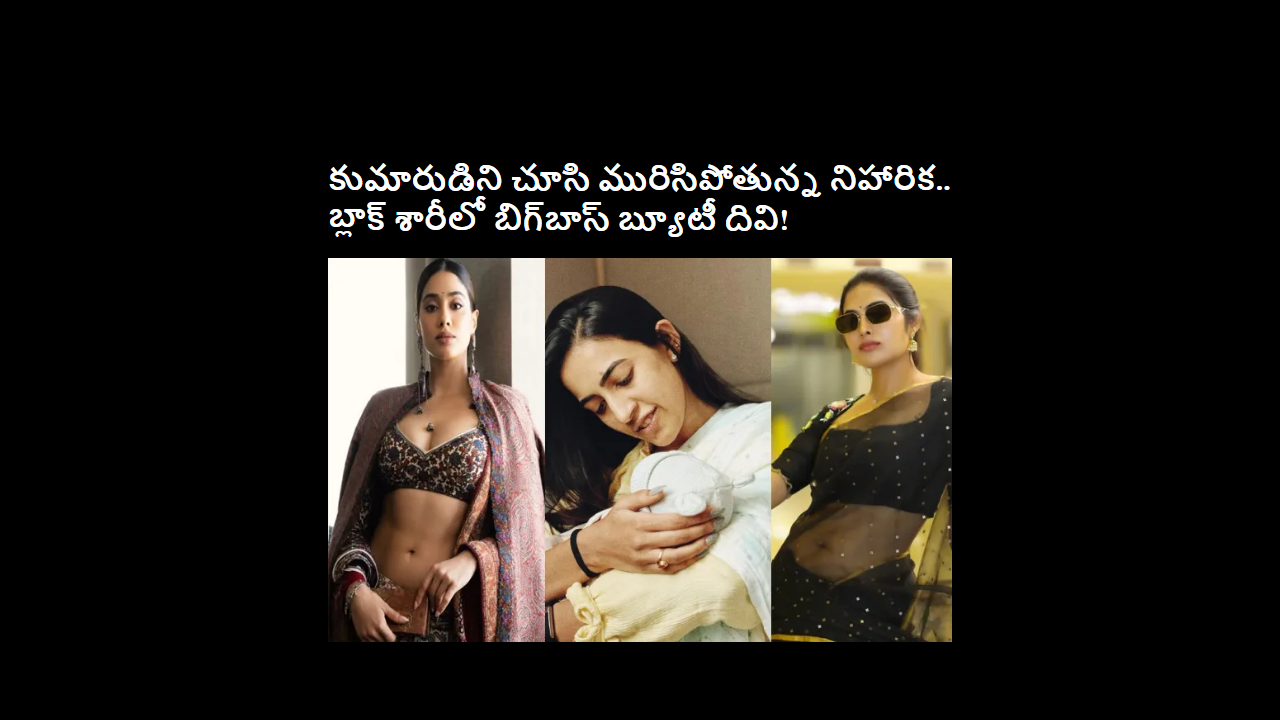 కుమారుడిని చూసి మురిసిపోతున్న నిహారిక..
బ్లాక్ శారీలో బిగ్‌బాస్ బ్యూటీ దివి!